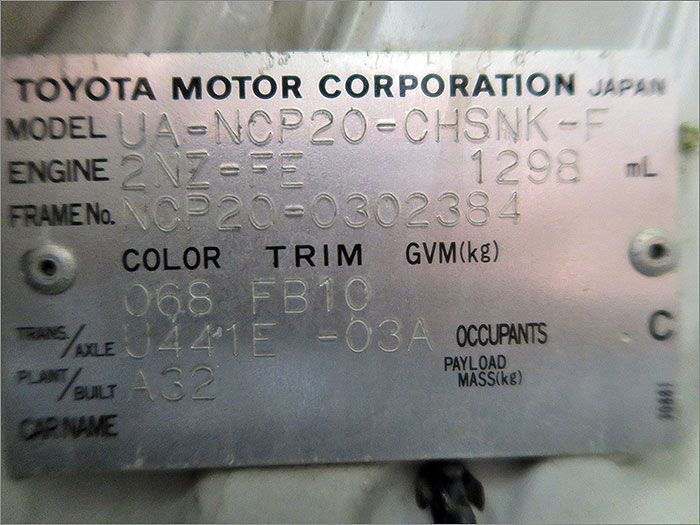 TOYOTA MOTOR CORPORATION JAPAN
MODEL UA-NCP20-CHSNK-F
ENGINE 2NZ-FE 1298 mL
FRAME No. NCP20-0302384
COLOR TRIM GVM(kg)
068 FB10
TRANS/AXLE U441E -03A OCCUPANTS C
PLANT/BUILT A32 PAYLOAD MASS(kg)
CAR NAME